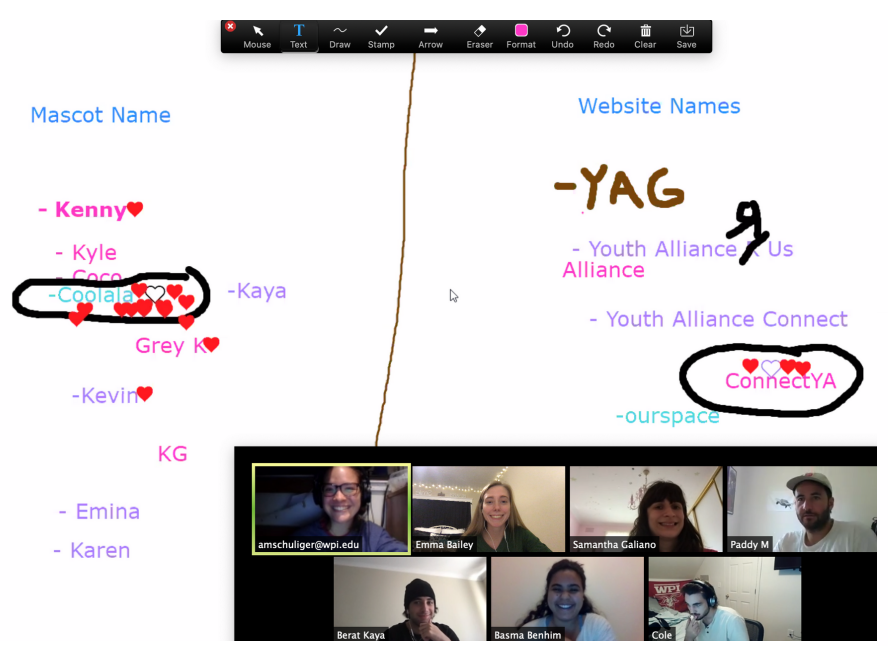 Mouse Text Draw Stamp Arrow Eraser Format Undo Redo Clear Save
Mascot Name
- Kenny
- Kyle
- Coco
-Coolala
-Kaya
Grey K
-Kevin
KG
- Emina
- Karen
Website Names
-YAG
- Youth Alliance Я Us
Alliance
- Youth Alliance Connect
ConnectYA
-ourspace
amschuliger@wpi.edu
Emma Bailey
Samantha Galiano
Paddy M
Berat Kaya
Basma Benhim
WPI
Cole